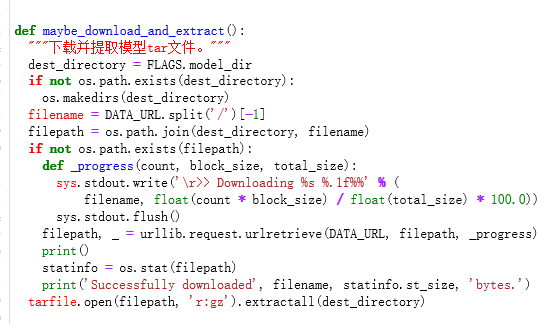 def maybe_download_and_extract():
  """下载并提取模型tar文件。"""
  dest_directory = FLAGS.model_dir
  if not os.path.exists(dest_directory):
    os.makedirs(dest_directory)
  filename = DATA_URL.split('/')[-1]
  filepath = os.path.join(dest_directory, filename)
  if not os.path.exists(filepath):
    def _progress(count, block_size, total_size):
      sys.stdout.write('\r>> Downloading %s %.1f%%' % (
          filename, float(count * block_size) / float(total_size) * 100.0))
      sys.stdout.flush()
    filepath, _ = urllib.request.urlretrieve(DATA_URL, filepath, _progress)
    print()
    statinfo = os.stat(filepath)
    print('Successfully downloaded', filename, statinfo.st_size, 'bytes.')
  tarfile.open(filepath, 'r:gz').extractall(dest_directory)